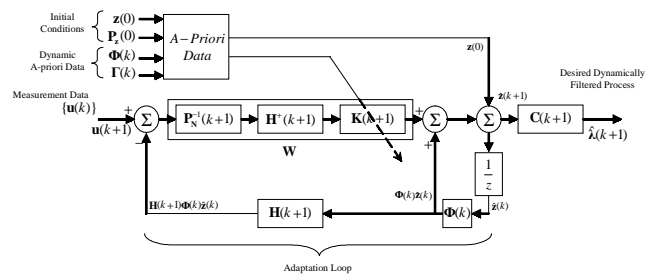 Initial
Conditions
z(0)
P_z(0)
Dynamic
A-priori Data
Φ(k)
Γ(k)
A-Priori
Data
z(0)
Measurement Data
{u(k)}
u(k+1)
+
−
Σ
P_N^{-1}(k+1)
H^+(k+1)
K(k+1)
W
+
+
Σ
Σ
ẑ(k+1)
C(k+1)
Desired Dynamically
Filtered Process
λ̂(k+1)
1
z
ẑ(k)
Φ(k)
Φ(k)ẑ(k)
H(k+1)
H(k+1)Φ(k)ẑ(k)
Adaptation Loop